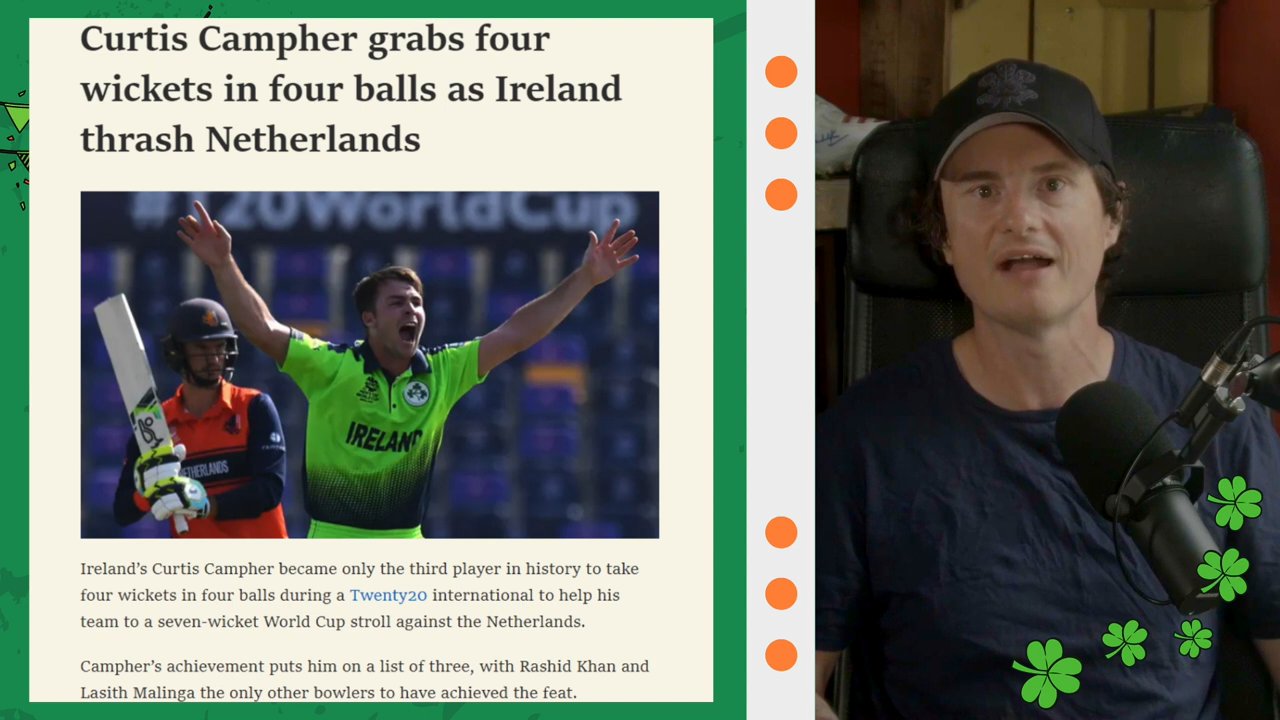 Curtis Campher grabs four
wickets in four balls as Ireland
thrash Netherlands
#T20WorldCup
IRELAND
NETHERLANDS
Ireland’s Curtis Campher became only the third player in history to take
four wickets in four balls during a Twenty20 international to help his
team to a seven-wicket World Cup stroll against the Netherlands.
Campher’s achievement puts him on a list of three, with Rashid Khan and
Lasith Malinga the only other bowlers to have achieved the feat.